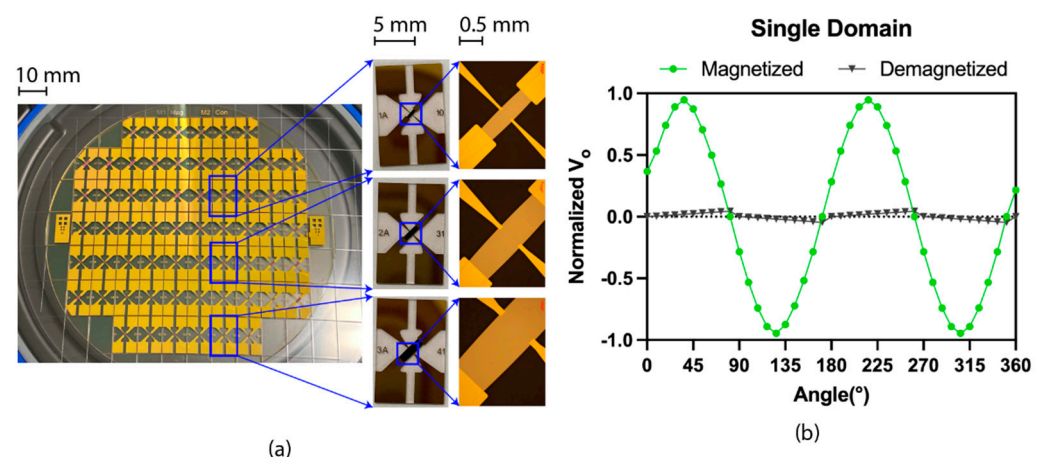 5 mm
0.5 mm
10 mm
1A
10
2A
31
3A
41
(a)
Single Domain
Magnetized
Demagnetized
Normalized Vo
1.0
0.5
0.0
-0.5
-1.0
0 45 90 135 180 225 270 315 360
Angle(°)
(b)